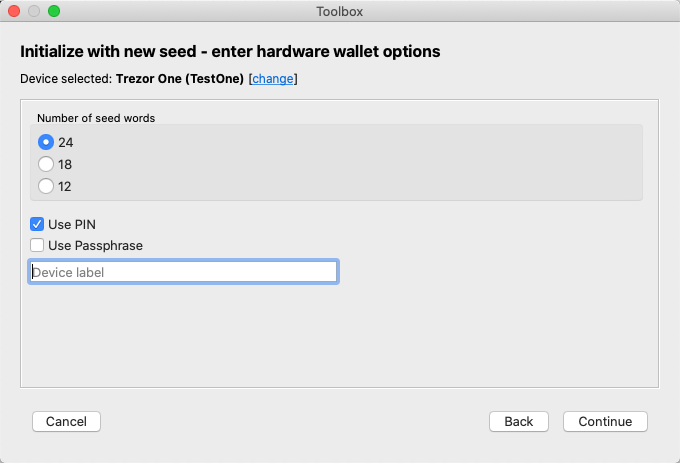 Toolbox
Initialize with new seed - enter hardware wallet options
Device selected: Trezor One (TestOne) [change]
Number of seed words
24
18
12
Use PIN
Use Passphrase
Device label
Cancel Back Continue